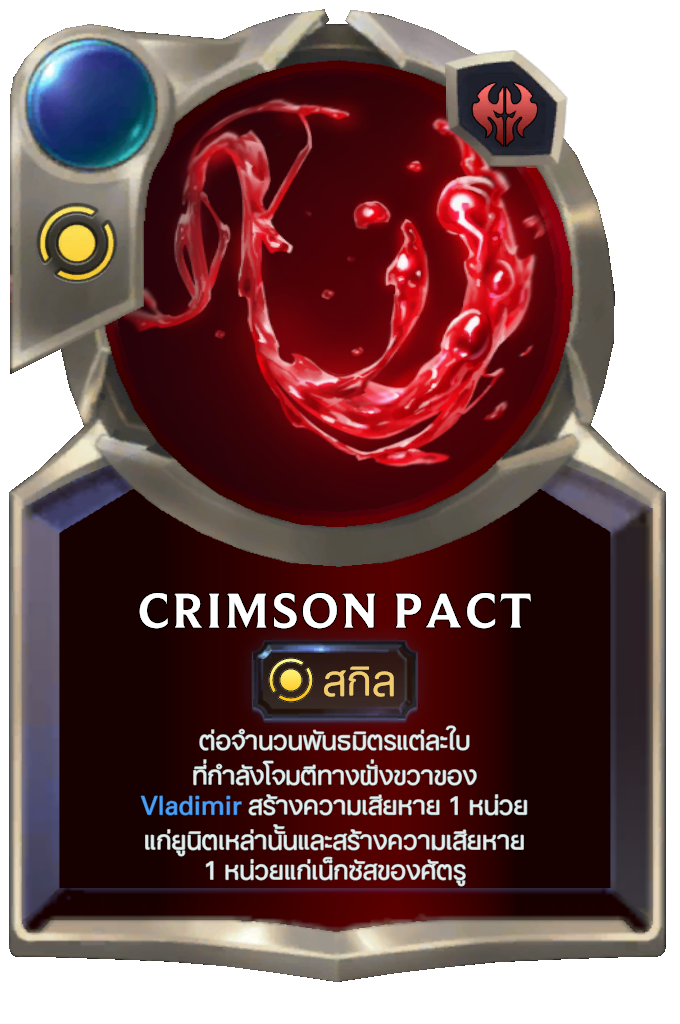 CRIMSON PACT
สกิล
ต่อจำนวนพันธมิตรแต่ละใบ
ที่กำลังโจมตีทางฝั่งขวาของ
Vladimir สร้างความเสียหาย 1 หน่วย
แก่ยูนิตเหล่านั้นและสร้างความเสียหาย
1 หน่วยแก่เน็กซัสของศัตรู